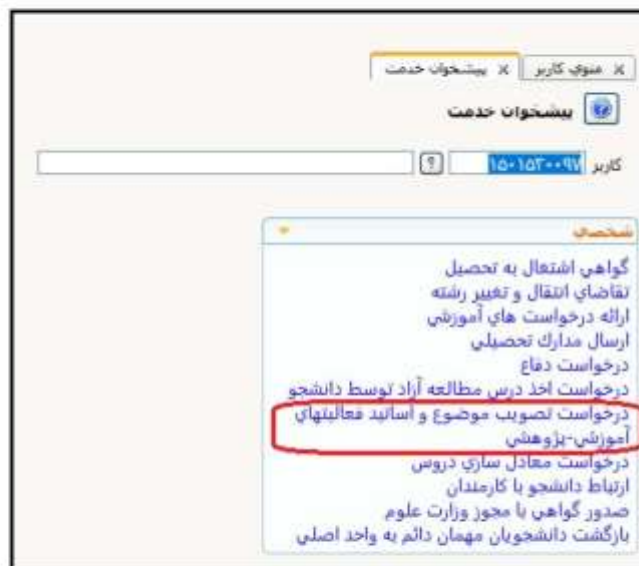 × منوي كاربر × پيشخوان خدمت
پيشخوان خدمت
كاربر ۱۵۰۱۵۳۰۰۹۷ ?
شخصي
گواهي اشتغال به تحصيل
تقاضاي انتقال و تغيير رشته
ارائه درخواست هاي آموزشي
ارسال مدارك تحصيلي
درخواست دفاع
درخواست اخذ درس مطالعه آزاد توسط دانشجو
درخواست تصويب موضوع و اساتيد فعاليتهاي
آموزشي-پژوهشي
درخواست معادل سازي دروس
ارتباط دانشجو با كارمندان
صدور گواهي با مجوز وزارت علوم
بازگشت دانشجويان مهمان دائم به واحد اصلي